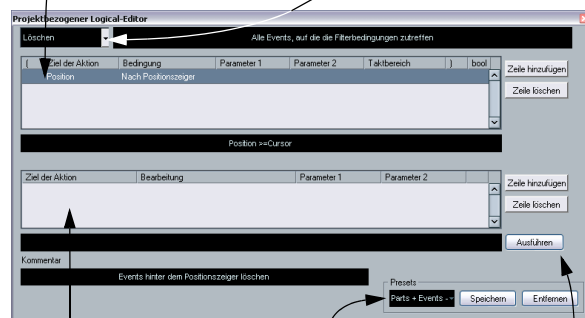 Projektbezogener Logical-Editor
Löschen
Alle Events, auf die die Filterbedingungen zutreffen
( Ziel der Aktion Bedingung Parameter 1 Parameter 2 Taktbereich ) bool
Position Nach Positionszeiger
Zeile hinzufügen
Zeile löschen
Position >=Cursor
Ziel der Aktion Bearbeitung Parameter 1 Parameter 2
Zeile hinzufügen
Zeile löschen
Ausführen
Kommentar
Events hinter dem Positionszeiger löschen
Presets
Parts + Events - = Speichern Entfernen